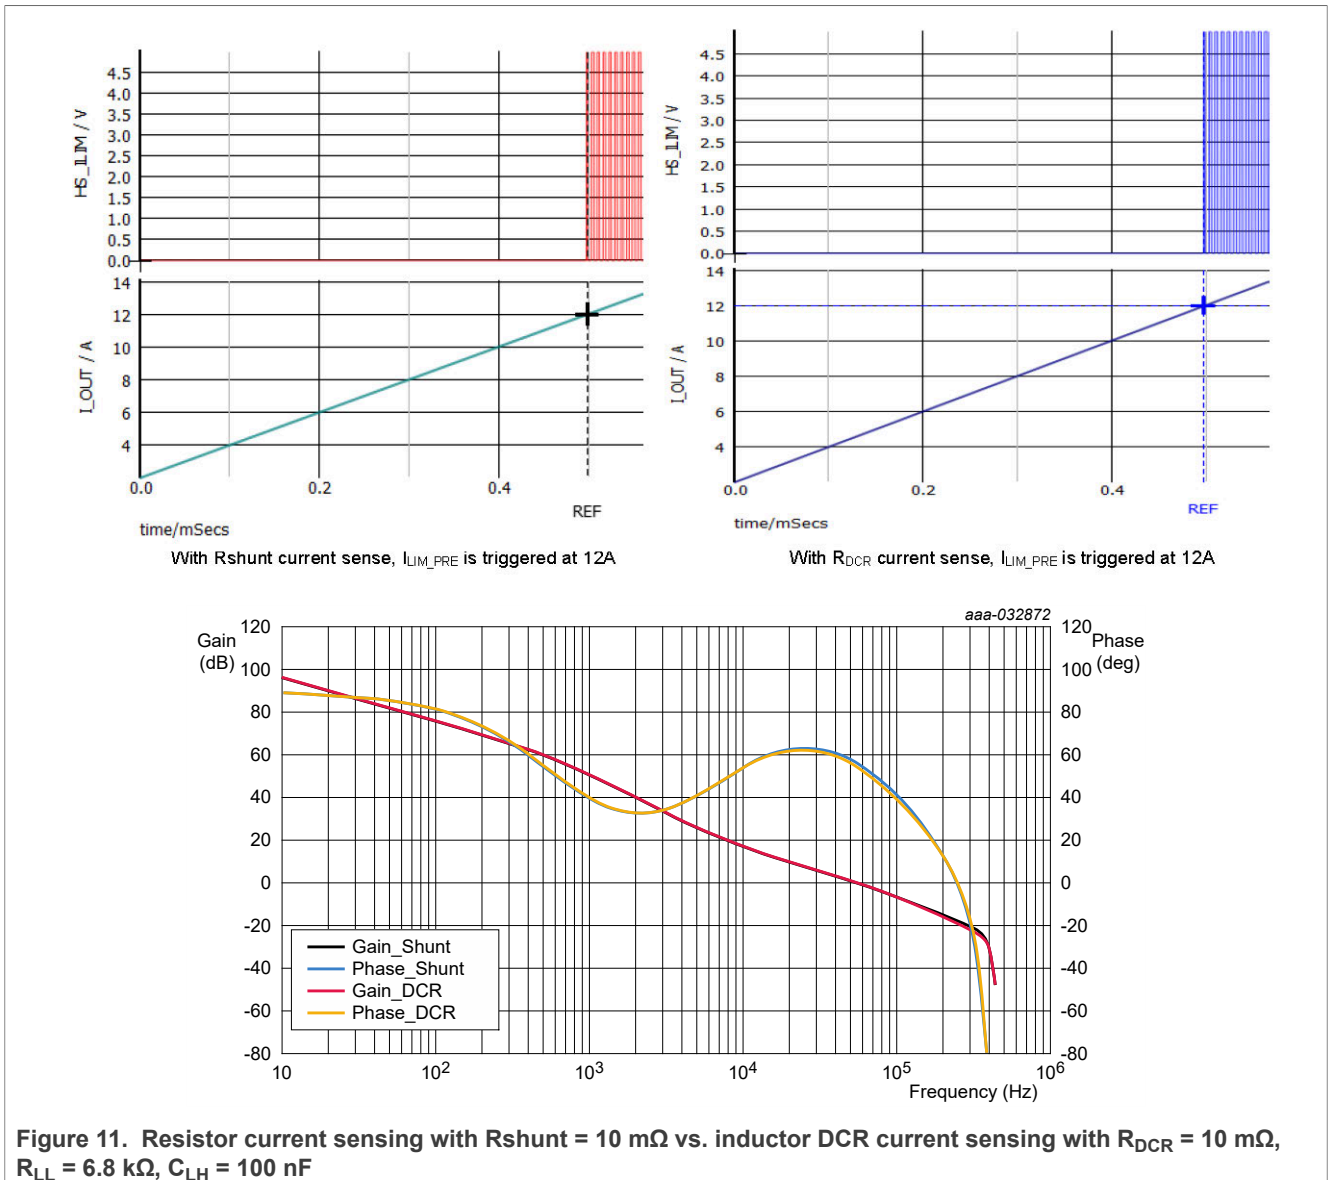 4.5
4.0
3.5
3.0
2.5
2.0
1.5
1.0
0.5
0.0
HS_ILIM / V
14
12
10
8
6
4
I_OUT / A
0.0 0.2 0.4
REF
time/mSecs
With Rshunt current sense, I_LIM_PRE is triggered at 12A
4.5
4.0
3.5
3.0
2.5
2.0
1.5
1.0
0.5
0.0
HS_ILIM / V
14
12
10
8
6
4
I_OUT / A
0.0 0.2 0.4
REF
time/mSecs
With R_DCR current sense, I_LIM_PRE is triggered at 12A
aaa-032872
Gain
(dB)
120
100
80
60
40
20
0
-20
-40
-60
-80
Phase
(deg)
120
100
80
60
40
20
0
-20
-40
-60
-80
Gain_Shunt
Phase_Shunt
Gain_DCR
Phase_DCR
10 10² 10³ 10⁴ 10⁵ 10⁶
Frequency (Hz)
Figure 11. Resistor current sensing with Rshunt = 10 mΩ vs. inductor DCR current sensing with R_DCR = 10 mΩ,
R_LL = 6.8 kΩ, C_LH = 100 nF